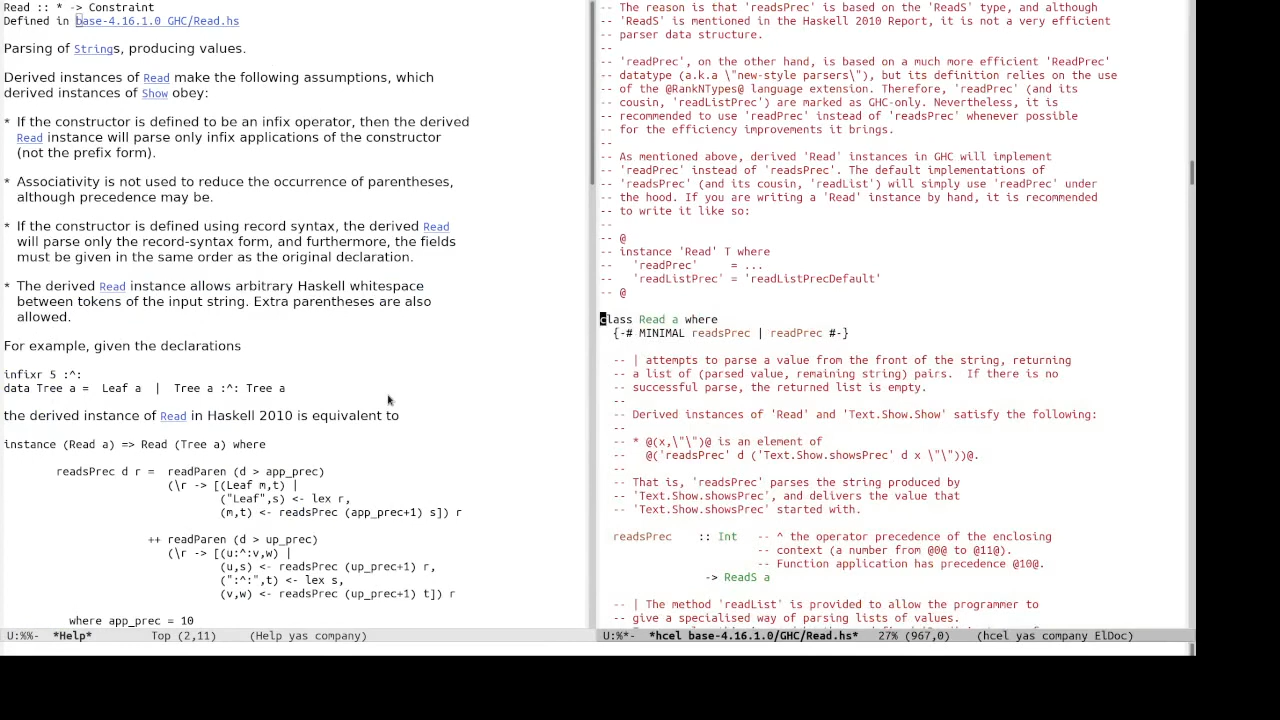 Read :: * -> Constraint
Defined in base-4.16.1.0 GHC/Read.hs

Parsing of Strings, producing values.

Derived instances of Read make the following assumptions, which
derived instances of Show obey:

* If the constructor is defined to be an infix operator, then the derived
Read instance will parse only infix applications of the constructor
(not the prefix form).

* Associativity is not used to reduce the occurrence of parentheses,
although precedence may be.

* If the constructor is defined using record syntax, the derived Read
will parse only the record-syntax form, and furthermore, the fields
must be given in the same order as the original declaration.

* The derived Read instance allows arbitrary Haskell whitespace
between tokens of the input string. Extra parentheses are also
allowed.

For example, given the declarations

infixr 5 :^:
data Tree a =  Leaf a  |  Tree a :^: Tree a

the derived instance of Read in Haskell 2010 is equivalent to

instance (Read a) => Read (Tree a) where

        readsPrec d r =  readParen (d > app_prec)
                         (\r -> [(Leaf m,t) |
                                 ("Leaf",s) <- lex r,
                                 (m,t) <- readsPrec (app_prec+1) s]) r

                      ++ readParen (d > up_prec)
                         (\r -> [(u:^:v,w) |
                                 (u,s) <- readsPrec (up_prec+1) r,
                                 (":^:",t) <- lex s,
                                 (v,w) <- readsPrec (up_prec+1) t]) r

          where app_prec = 10
U:%%-  *Help*      Top (2,11)     (Help yas company)
-- The reason is that 'readsPrec' is based on the 'ReadS' type, and although
-- 'ReadS' is mentioned in the Haskell 2010 Report, it is not a very efficient
-- parser data structure.
--
-- 'readPrec', on the other hand, is based on a much more efficient 'ReadPrec'
-- datatype (a.k.a \"new-style parsers\"), but its definition relies on the use
-- of the @RankNTypes@ language extension. Therefore, 'readPrec' (and its
-- cousin, 'readListPrec') are marked as GHC-only. Nevertheless, it is
-- recommended to use 'readPrec' instead of 'readsPrec' whenever possible
-- for the efficiency improvements it brings.
--
-- As mentioned above, derived 'Read' instances in GHC will implement
-- 'readPrec' instead of 'readsPrec'. The default implementations of
-- 'readsPrec' (and its cousin, 'readList') will simply use 'readPrec' under
-- the hood. If you are writing a 'Read' instance by hand, it is recommended
-- to write it like so:
--
-- @
-- instance 'Read' T where
--   'readPrec'     = ...
--   'readListPrec' = 'readListPrecDefault'
-- @

class Read a where
  {-# MINIMAL readsPrec | readPrec #-}

  -- | attempts to parse a value from the front of the string, returning
  -- a list of (parsed value, remaining string) pairs.  If there is no
  -- successful parse, the returned list is empty.
  --
  -- Derived instances of 'Read' and 'Text.Show.Show' satisfy the following:
  --
  -- * @(x,\"\")@ is an element of
  --   @('readsPrec' d ('Text.Show.showsPrec' d x \"\"))@.
  --
  -- That is, 'readsPrec' parses the string produced by
  -- 'Text.Show.showsPrec', and delivers the value that
  -- 'Text.Show.showsPrec' started with.

  readsPrec    :: Int   -- ^ the operator precedence of the enclosing
                        -- context (a number from @0@ to @11@).
                        -- Function application has precedence @10@.
                -> ReadS a

  -- | The method 'readList' is provided to allow the programmer to
  -- give a specialised way of parsing lists of values.
U:%*-  *hcel base-4.16.1.0/GHC/Read.hs*   27% (967,0)     (hcel yas company ElDoc)